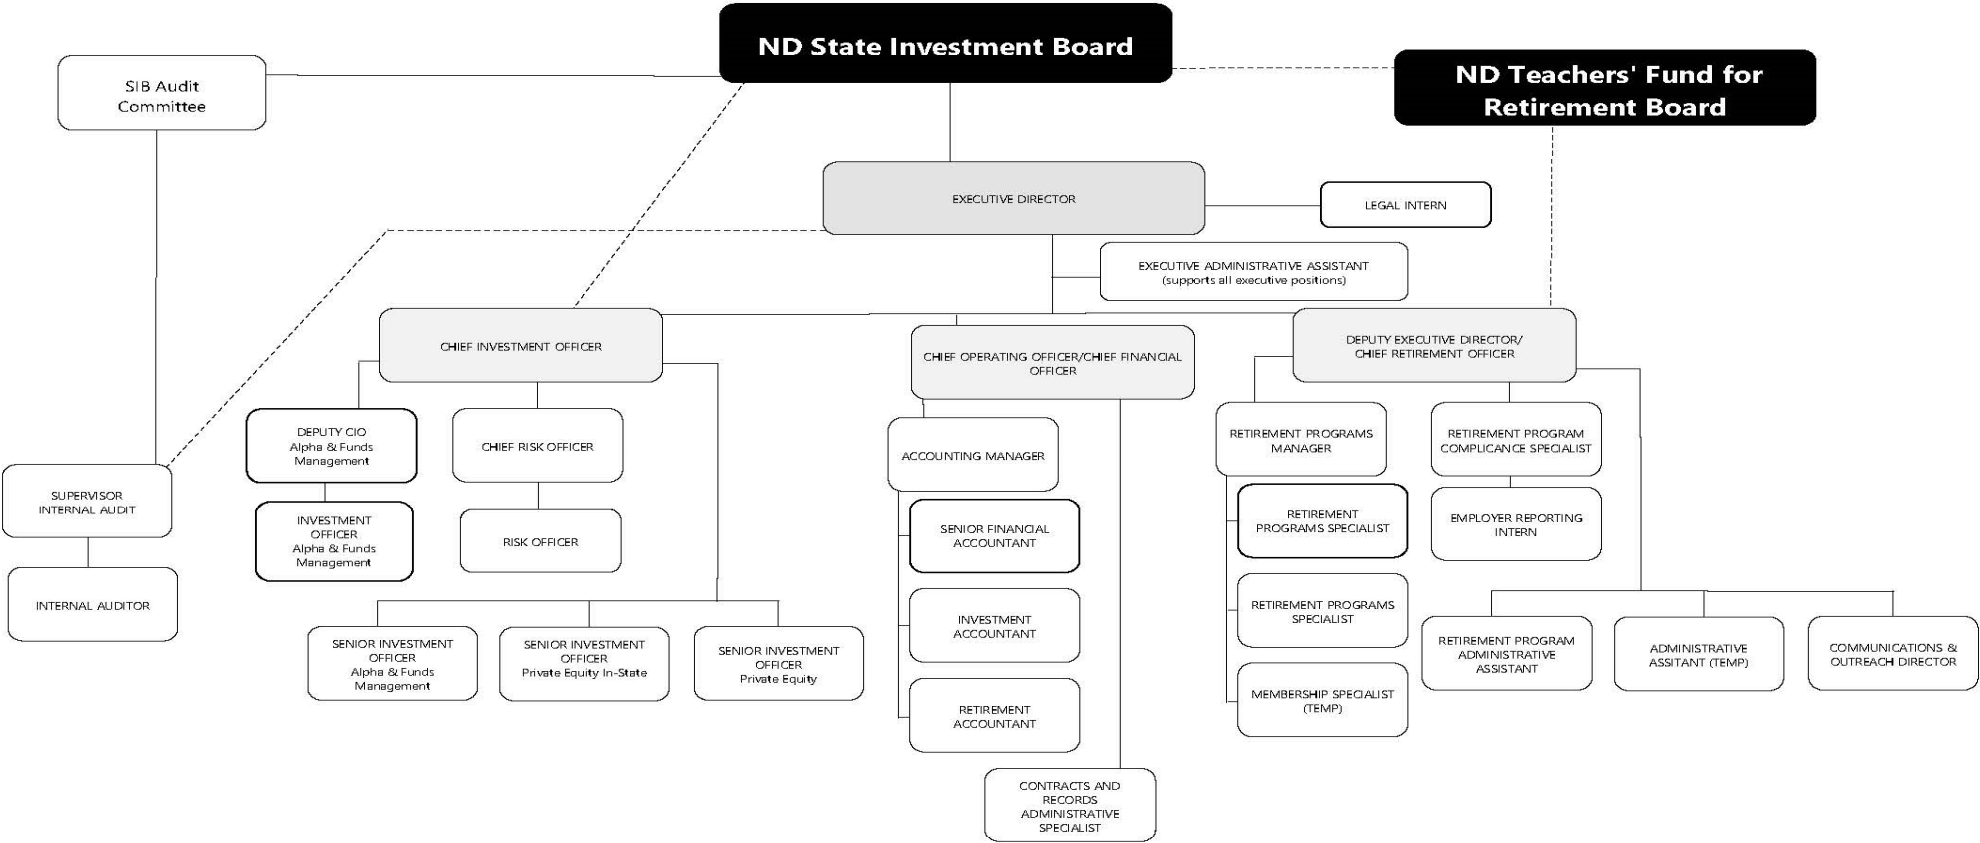 ND State Investment Board
ND Teachers' Fund for
Retirement Board
SIB Audit
Committee
EXECUTIVE DIRECTOR
LEGAL INTERN
EXECUTIVE ADMINISTRATIVE ASSISTANT
(supports all executive positions)
CHIEF INVESTMENT OFFICER
CHIEF OPERATING OFFICER/CHIEF FINANCIAL
OFFICER
DEPUTY EXECUTIVE DIRECTOR/
CHIEF RETIREMENT OFFICER
DEPUTY CIO
Alpha & Funds
Management
CHIEF RISK OFFICER
ACCOUNTING MANAGER
RETIREMENT PROGRAMS
MANAGER
RETIREMENT PROGRAM
COMPLICANCE SPECIALIST
SUPERVISOR
INTERNAL AUDIT
INVESTMENT
OFFICER
Alpha & Funds
Management
RISK OFFICER
SENIOR FINANCIAL
ACCOUNTANT
RETIREMENT
PROGRAMS SPECIALIST
EMPLOYER REPORTING
INTERN
INTERNAL AUDITOR
INVESTMENT
ACCOUNTANT
RETIREMENT PROGRAMS
SPECIALIST
SENIOR INVESTMENT
OFFICER
Alpha & Funds
Management
SENIOR INVESTMENT
OFFICER
Private Equity In-State
SENIOR INVESTMENT
OFFICER
Private Equity
RETIREMENT PROGRAM
ADMINISTRATIVE
ASSISTANT
ADMINISTRATIVE
ASSITANT (TEMP)
COMMUNICATIONS &
OUTREACH DIRECTOR
RETIREMENT
ACCOUNTANT
MEMBERSHIP SPECIALIST
(TEMP)
CONTRACTS AND
RECORDS
ADMINISTRATIVE
SPECIALIST